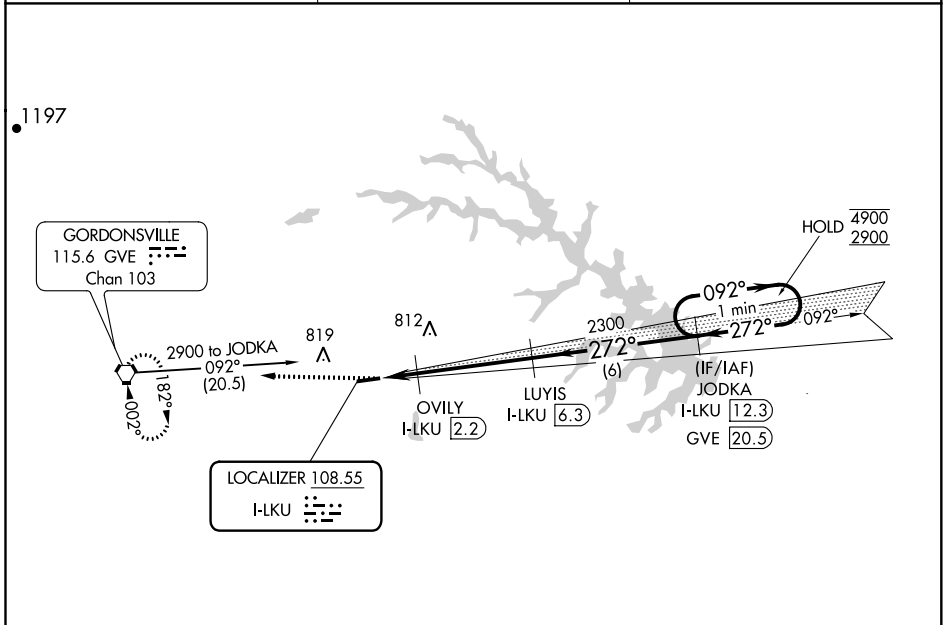 1197
GORDONSVILLE
115.6 GVE
Chan 103
HOLD 4900
2900
092°
1 min
272°
092°
2300
272°
(6)
812
819
2900 to JODKA
092°
(20.5)
182°
002°
(IF/IAF)
JODKA
I-LKU 12.3
GVE 20.5
LUYIS
I-LKU 6.3
OVILY
I-LKU 2.2
LOCALIZER 108.55
I-LKU